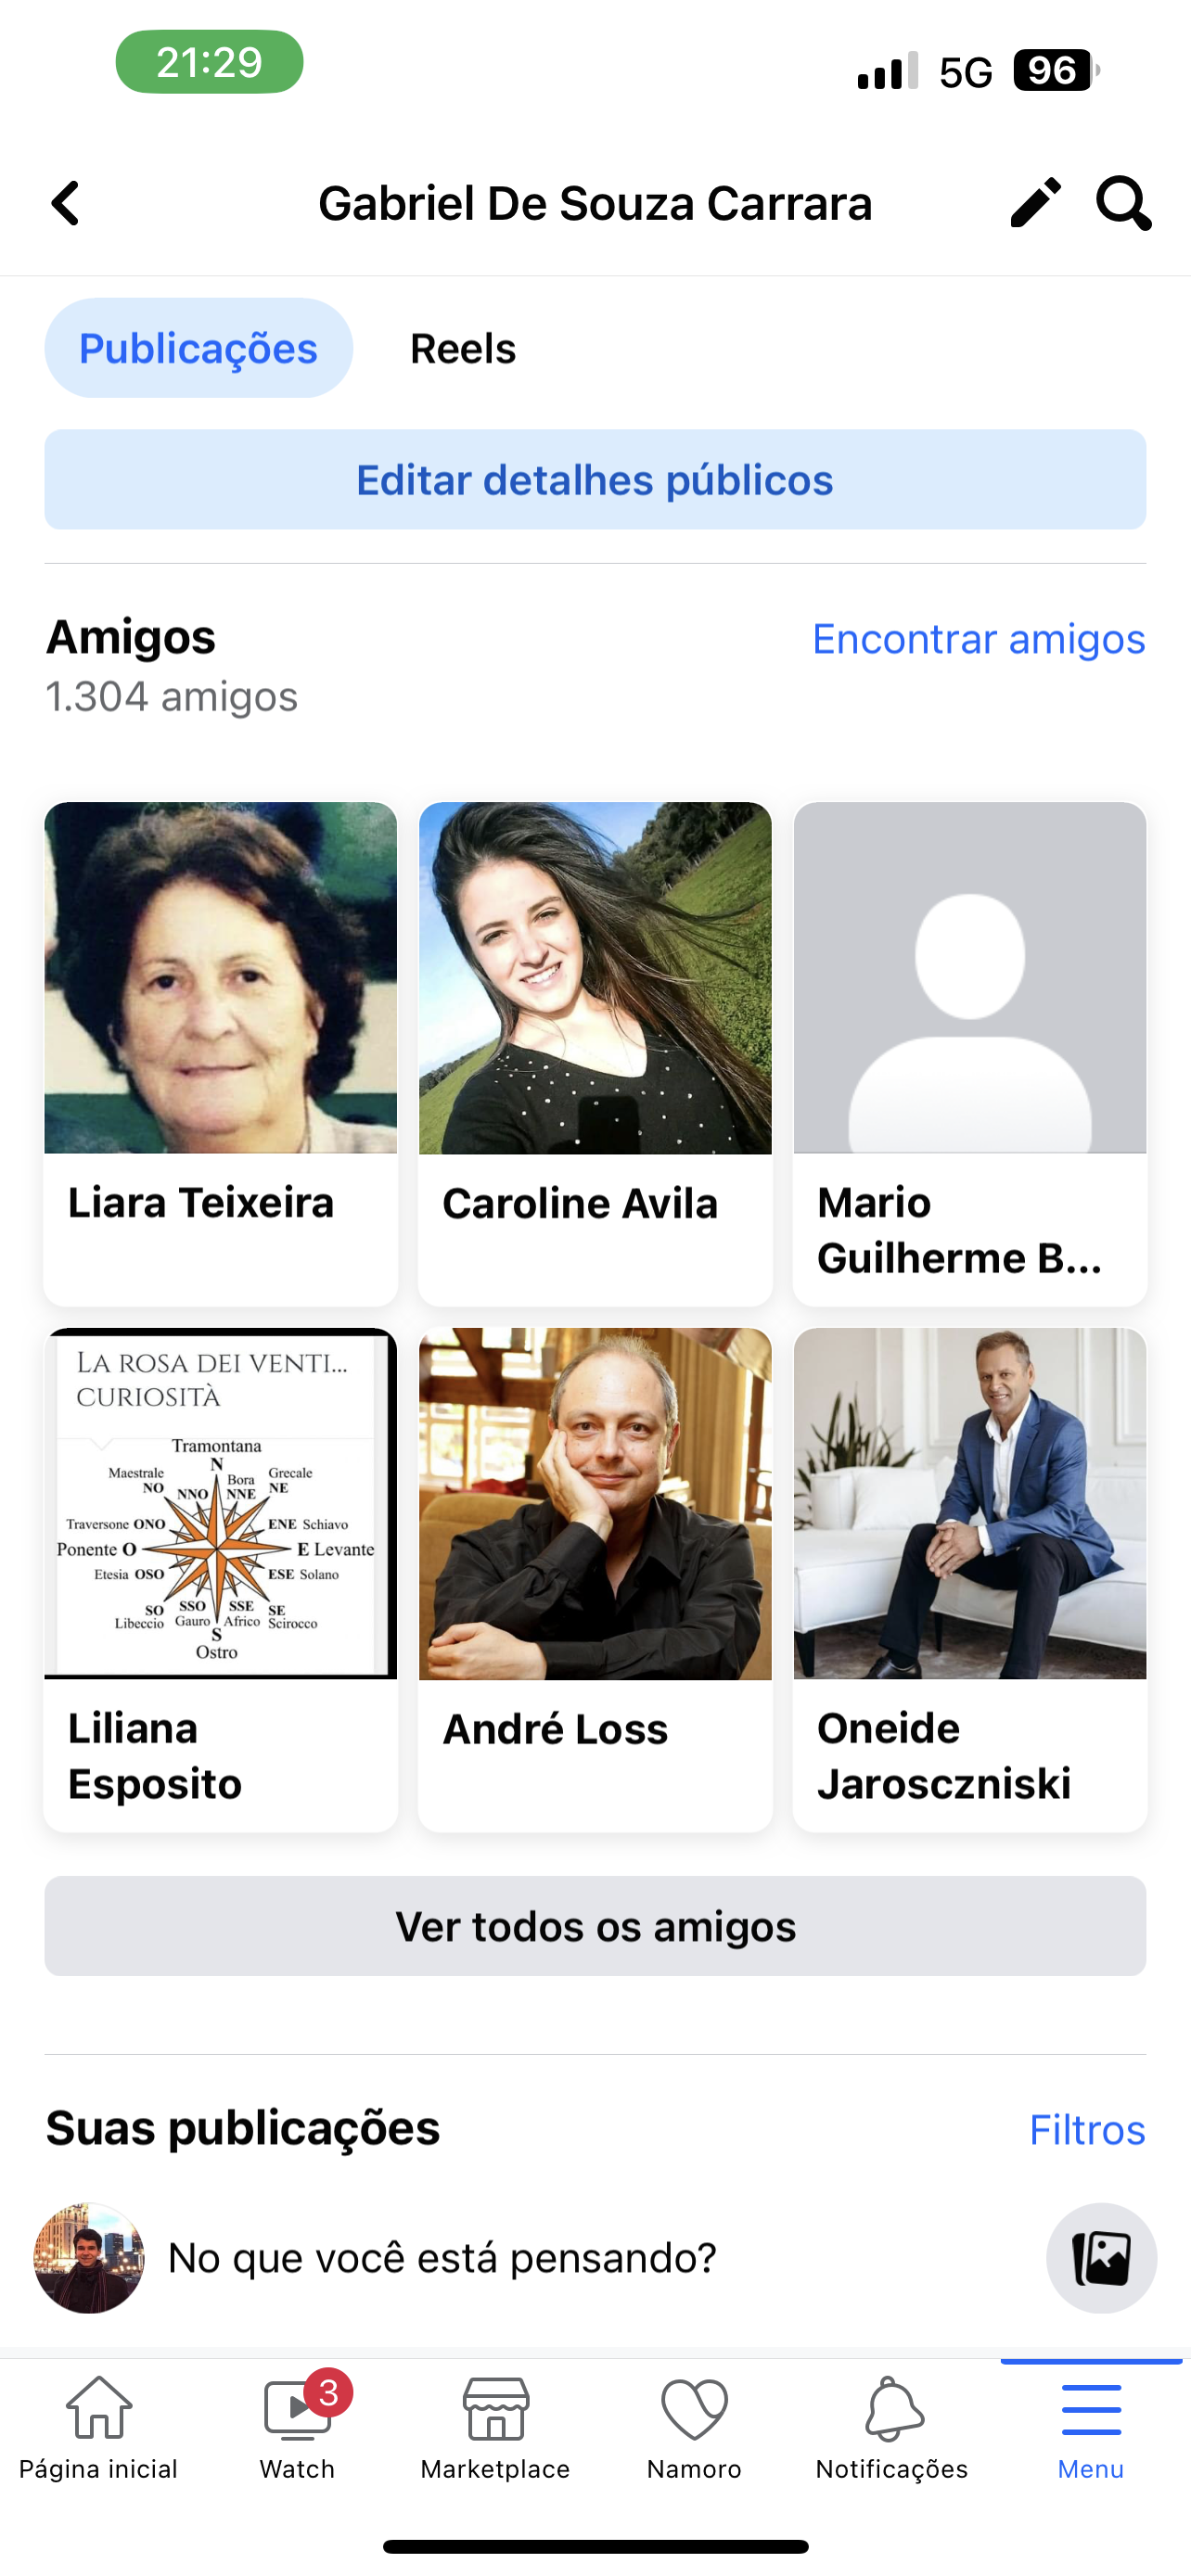 21:29
5G 96
Gabriel De Souza Carrara
Publicações Reels
Editar detalhes públicos
Amigos Encontrar amigos
1.304 amigos
Liara Teixeira
Caroline Avila
Mario
Guilherme B...
LA ROSA DEI VENTI...
CURIOSITÀ
Tramontana
N
Maestrale Bora Grecale
NO NNO NNE NE
Traversone ONO ENE Schiavo
Ponente O E Levante
Etesia OSO ESE Solano
SO SSO SSE SE
Libeccio Gauro Africo Scirocco
S
Ostro
Liliana
Esposito
André Loss
Oneide
Jarosczniski
Ver todos os amigos
Suas publicações Filtros
No que você está pensando?
3
Página inicial Watch Marketplace Namoro Notificações Menu